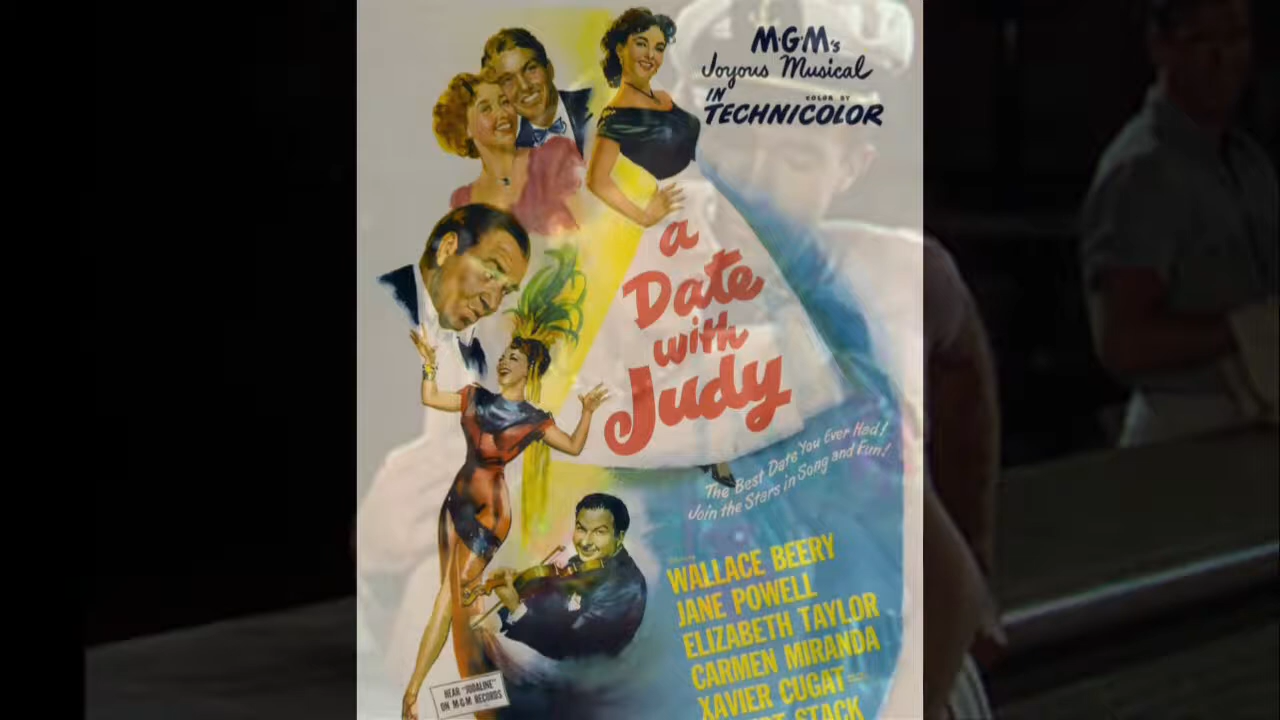 M-G-M's
Joyous Musical
IN
COLOR BY
TECHNICOLOR
a
Date
with
Judy
The Best Date You Ever Had!
Join the Stars in Song and Fun!
WALLACE BEERY
JANE POWELL
ELIZABETH TAYLOR
CARMEN MIRANDA
XAVIER CUGAT
STACK
HEAR "JUDALINE"
ON M-G-M RECORDS